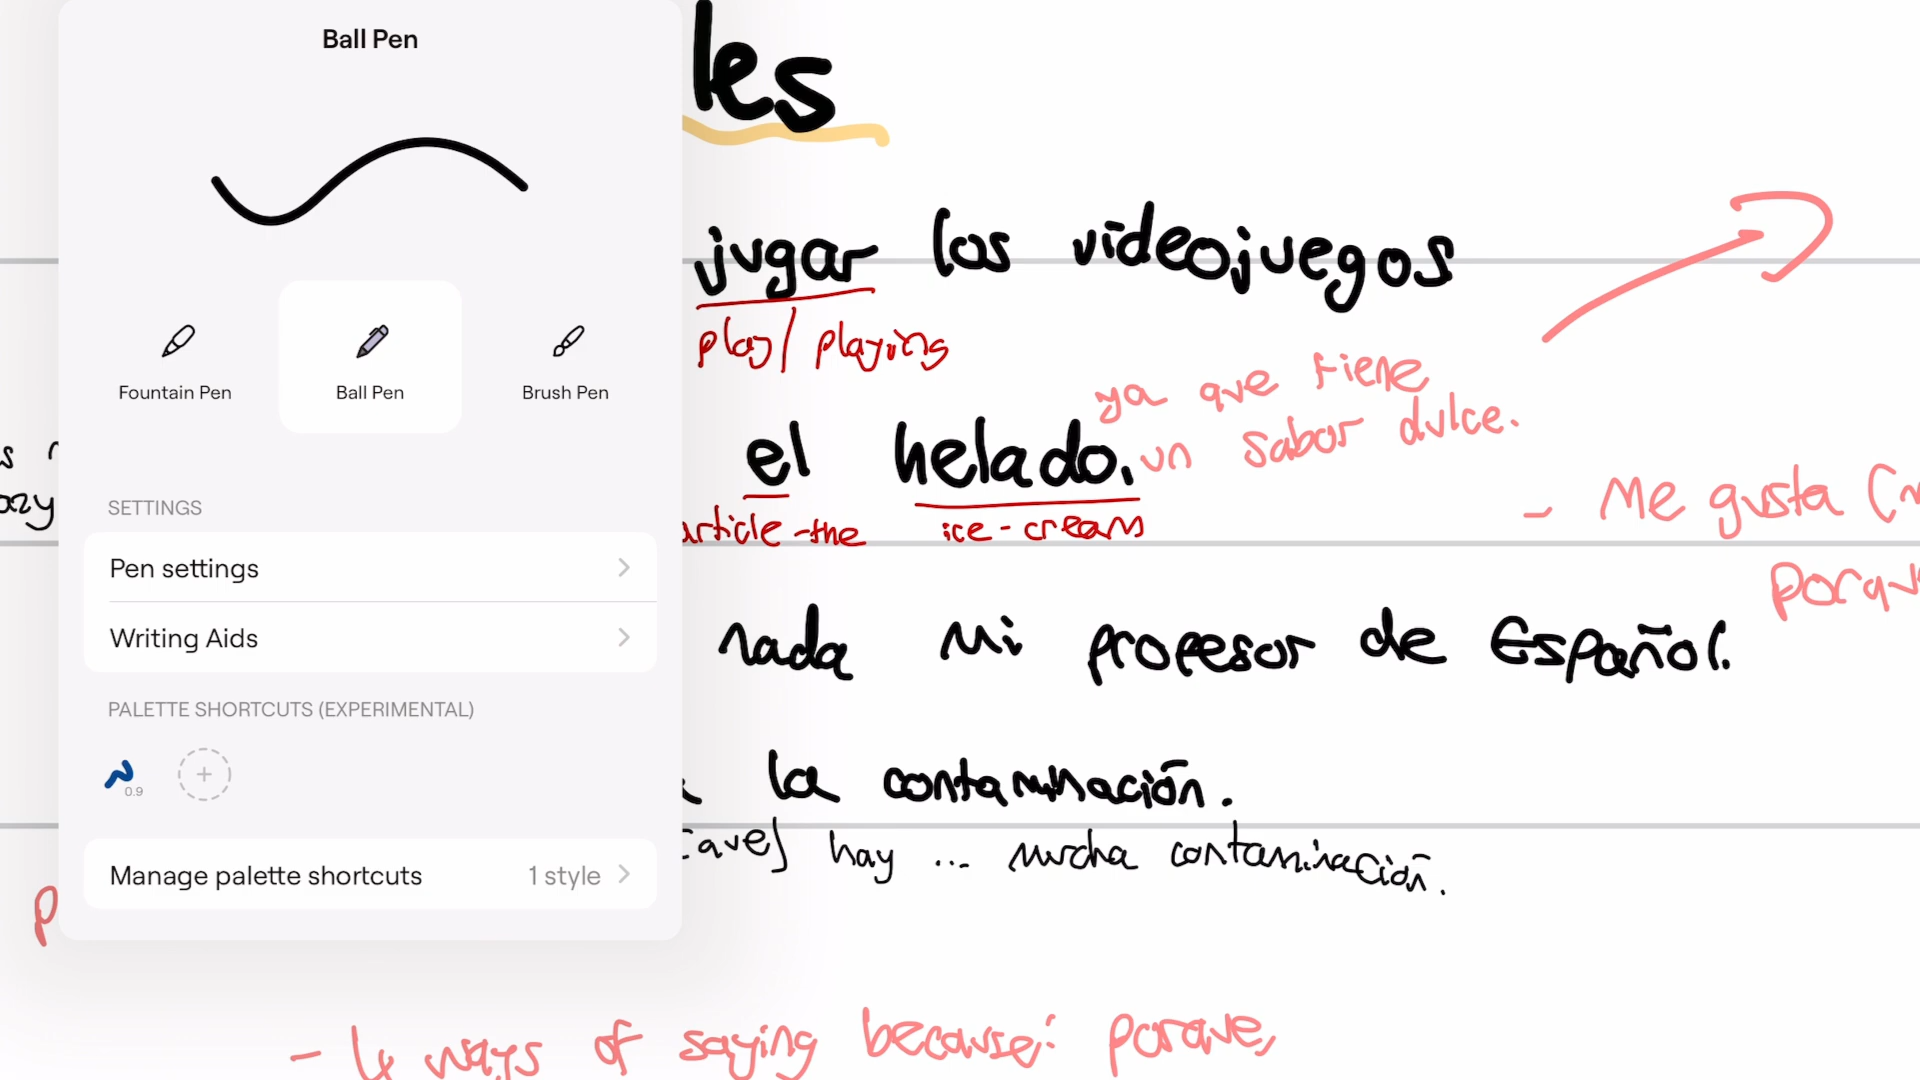 Ball Pen
les
jugar los videojuegos
play/ playing
Fountain Pen
Ball Pen
Brush Pen
ya que tiene
un sabor dulce.
el helado.
article - the ice - cream
- Me gusta
porqu
SETTINGS
Pen settings
Writing Aids
nada mi profesor de Español.
PALETTE SHORTCUTS (EXPERIMENTAL)
0.9
la contaminación.
hay ... mucha contaminación.
Manage palette shortcuts 1 style
- 4 ways of saying because: porque,